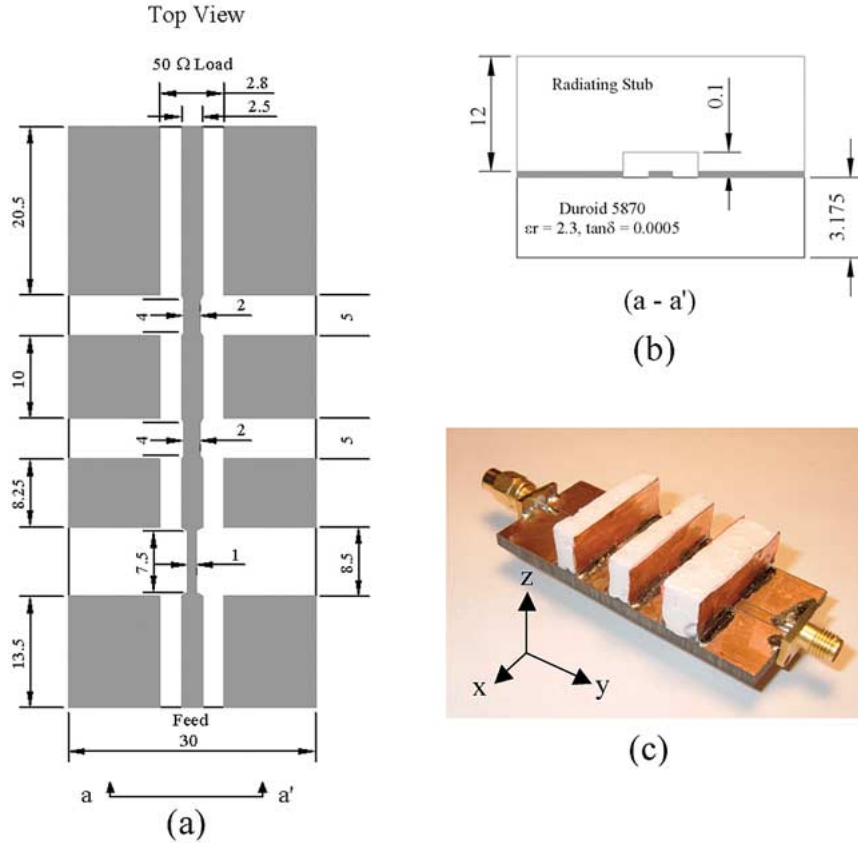 Top View
50 Ω Load
2.8
2.5
20.5
4
2
5
10
4
2
5
8.25
7.5
1
8.5
13.5
Feed
30
a
a'
(a)
Radiating Stub
12
0.1
Duroid 5870
εr = 2.3, tanδ = 0.0005
3.175
(a - a')
(b)
z
x
y
(c)